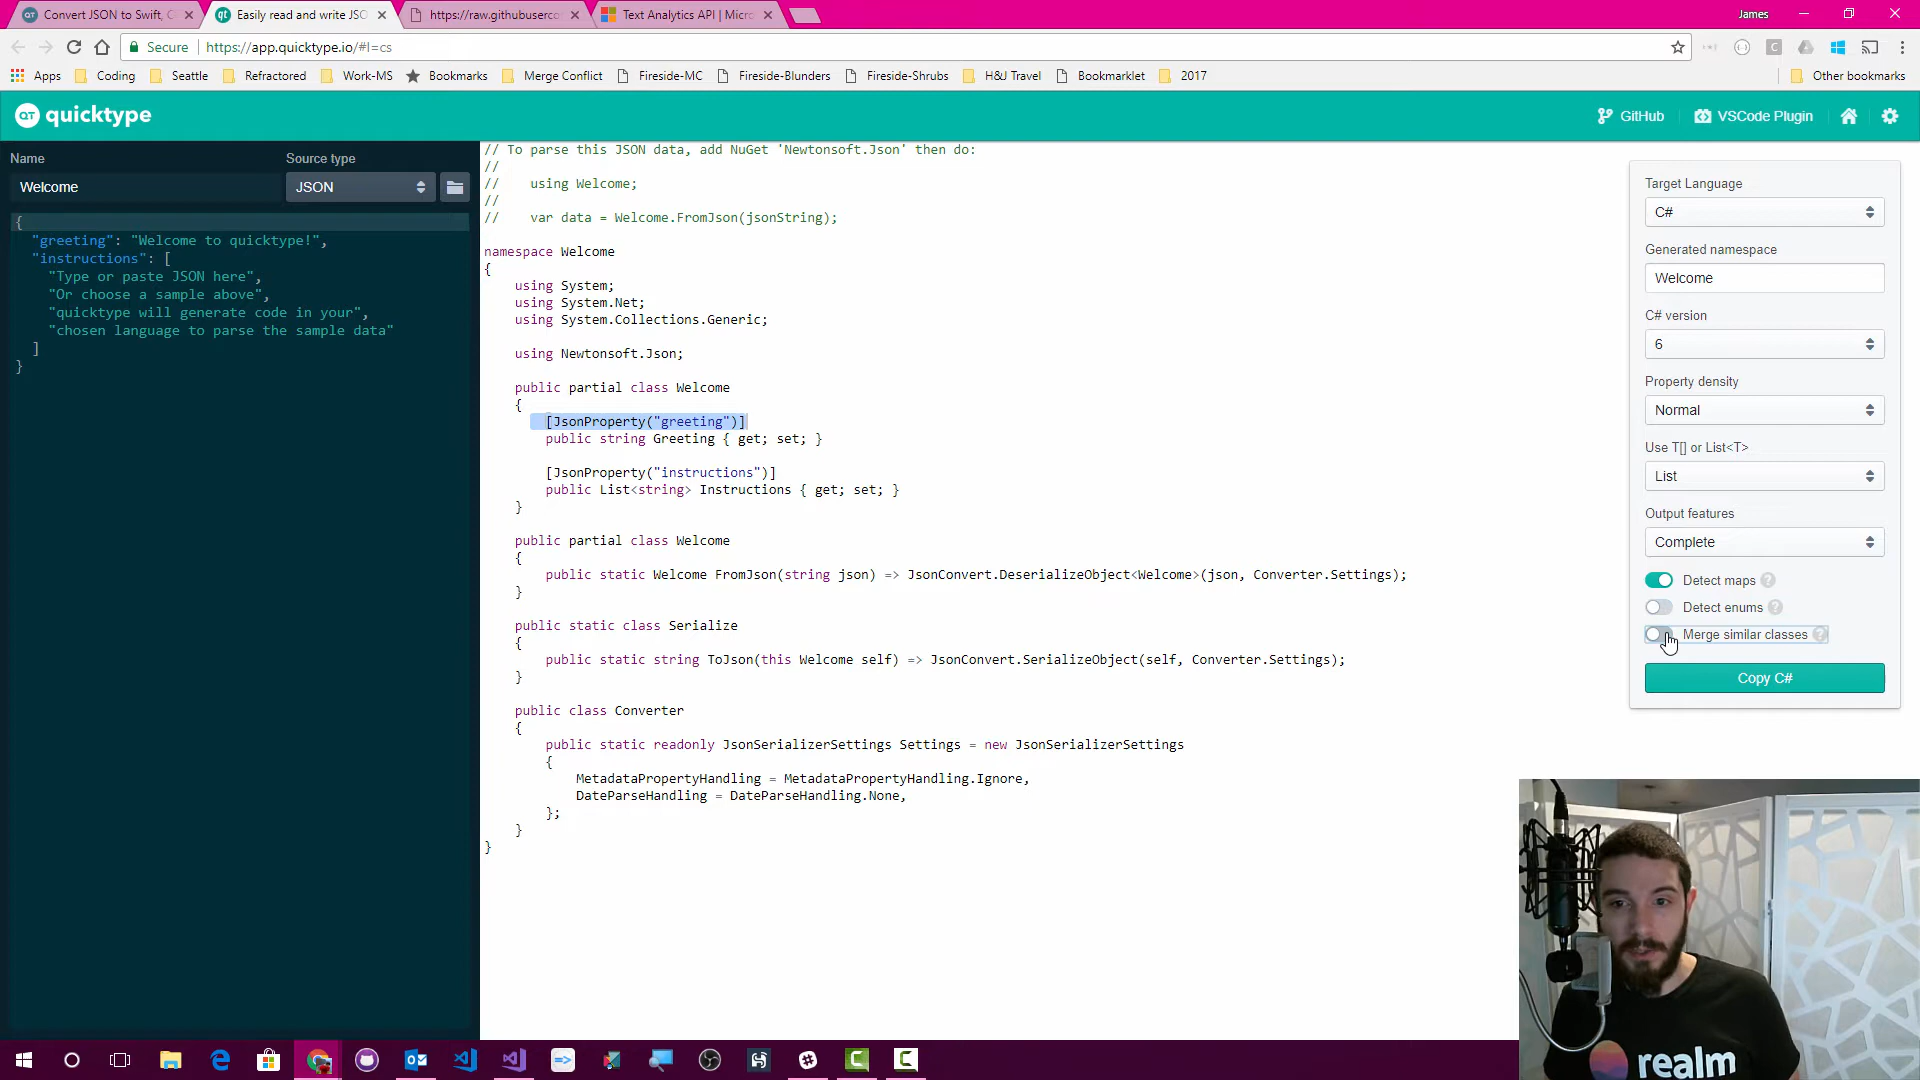 Convert JSON to Swift, C
Easily read and write JSO
https://raw.githubuserco
Text Analytics API | Micro
James
Secure
https://app.quicktype.io/#l=cs
Apps
Coding
Seattle
Refractored
Work-MS
Bookmarks
Merge Conflict
Fireside-MC
Fireside-Blunders
Fireside-Shrubs
H&J Travel
Bookmarklet
2017
Other bookmarks
QT quicktype
GitHub
VSCode Plugin
Name
Source type
Welcome
JSON
{
"greeting": "Welcome to quicktype!",
"instructions": [
"Type or paste JSON here",
"Or choose a sample above",
"quicktype will generate code in your",
"chosen language to parse the sample data"
]
}
// To parse this JSON data, add NuGet 'Newtonsoft.Json' then do:
//
// using Welcome;
//
// var data = Welcome.FromJson(jsonString);
namespace Welcome
{
using System;
using System.Net;
using System.Collections.Generic;
using Newtonsoft.Json;
public partial class Welcome
{
[JsonProperty("greeting")]
public string Greeting { get; set; }
[JsonProperty("instructions")]
public List<string> Instructions { get; set; }
}
public partial class Welcome
{
public static Welcome FromJson(string json) => JsonConvert.DeserializeObject<Welcome>(json, Converter.Settings);
}
public static class Serialize
{
public static string ToJson(this Welcome self) => JsonConvert.SerializeObject(self, Converter.Settings);
}
public class Converter
{
public static readonly JsonSerializerSettings Settings = new JsonSerializerSettings
{
MetadataPropertyHandling = MetadataPropertyHandling.Ignore,
DateParseHandling = DateParseHandling.None,
};
}
}
Target Language
C#
Generated namespace
Welcome
C# version
6
Property density
Normal
Use T[] or List<T>
List
Output features
Complete
Detect maps ?
Detect enums ?
Merge similar classes ?
Copy C#
realm